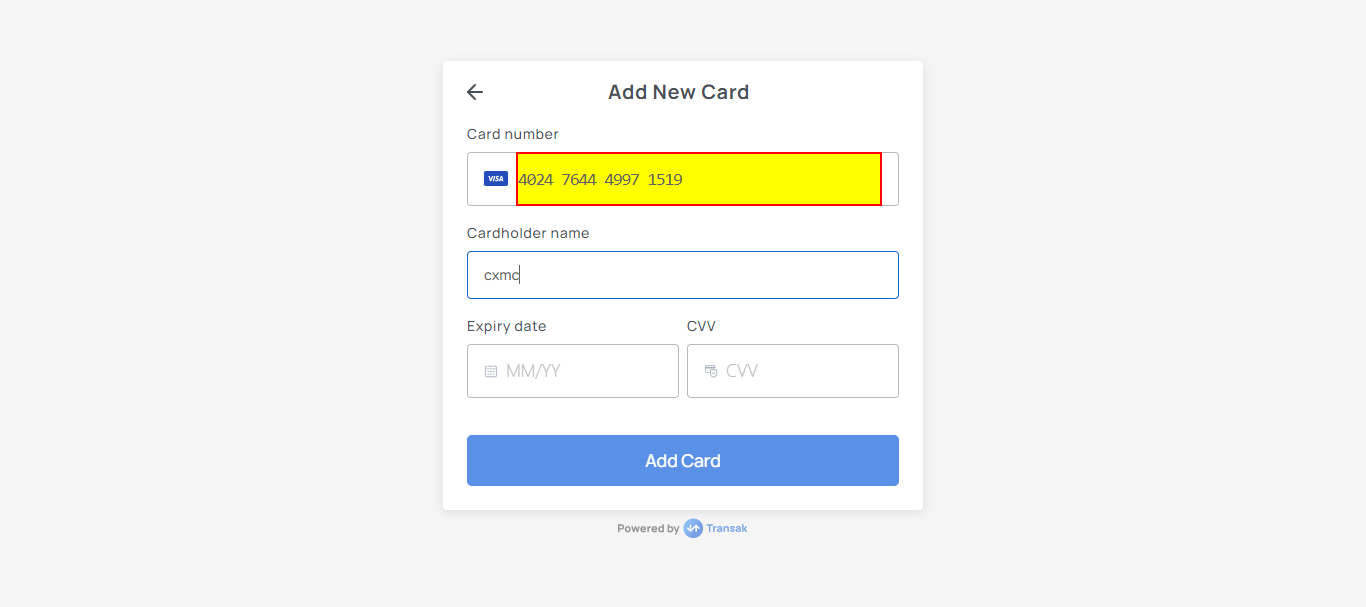 Add New Card
Card number
VISA 4024 7644 4997 1519
Cardholder name
cxmc
Expiry date CVV
MM/YY CVV
Add Card
Powered by Transak